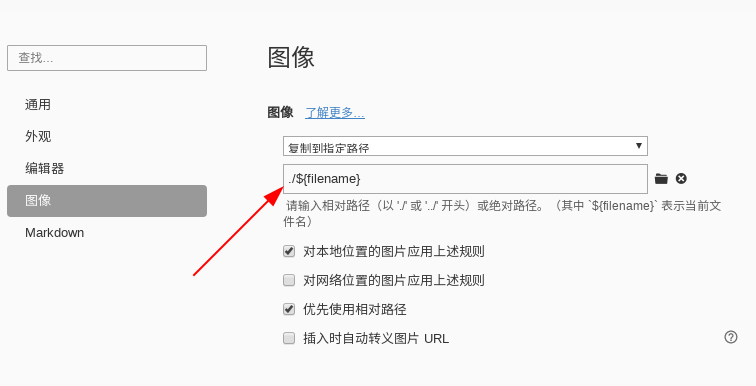 查找…
通用
外观
编辑器
图像
Markdown
图像
图像 了解更多…
复制到指定路径
./${filename}
请输入相对路径（以 './' 或 '../' 开头）或绝对路径。（其中 `${filename}` 表示当前文
件名）
对本地位置的图片应用上述规则
对网络位置的图片应用上述规则
优先使用相对路径
插入时自动转义图片 URL